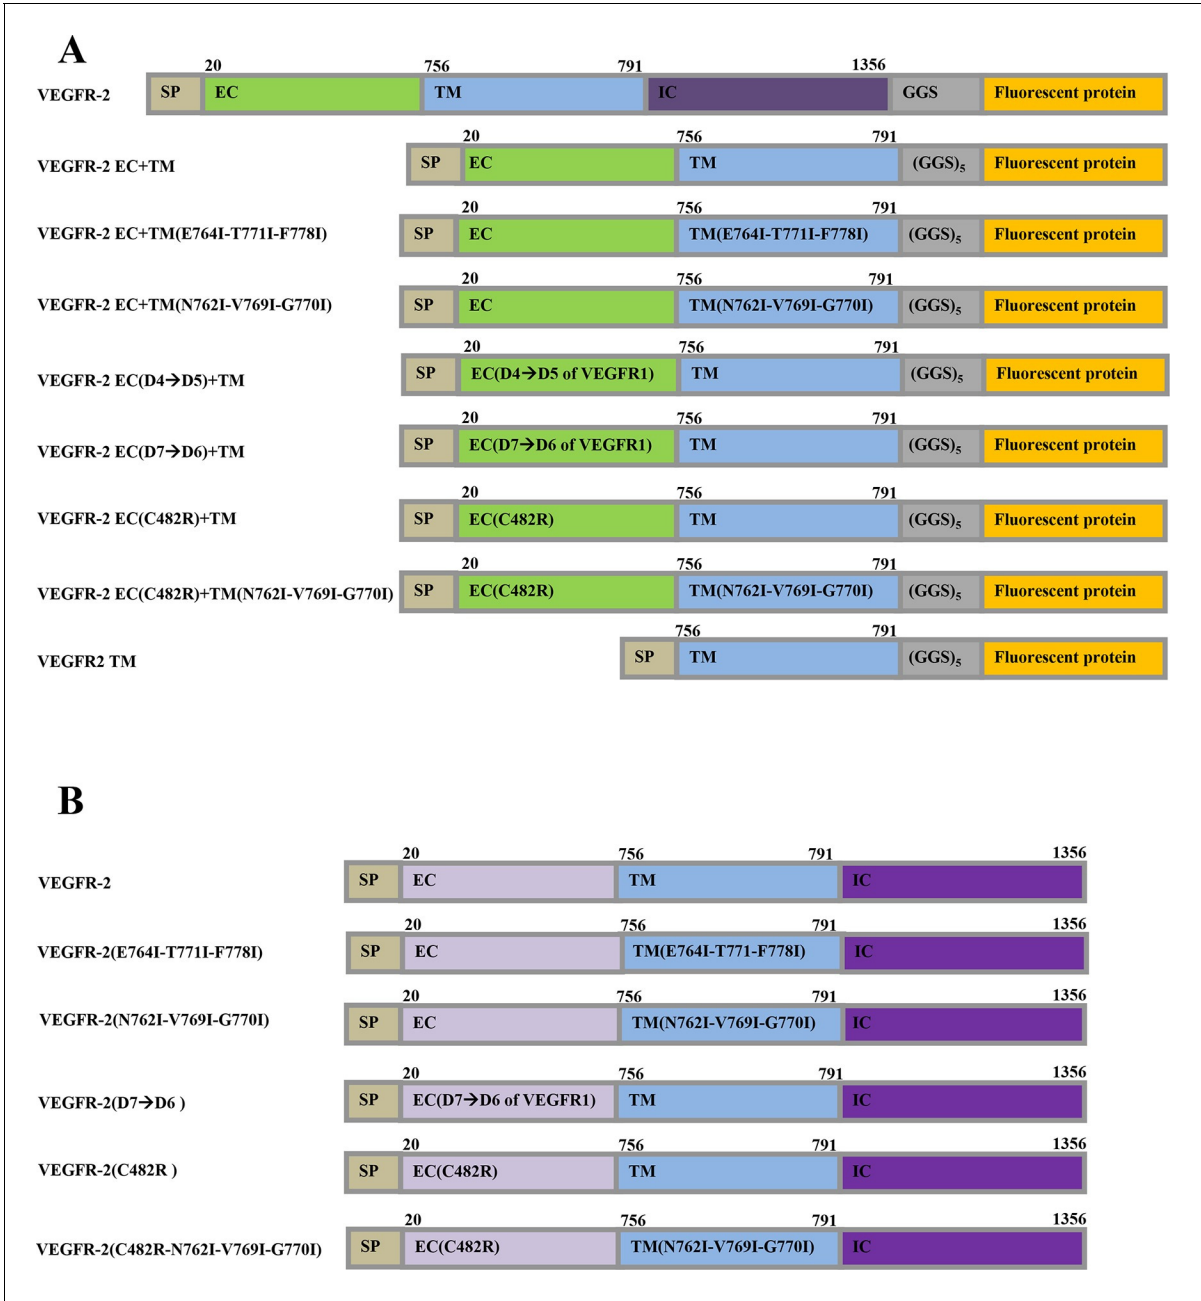 A
20 756 791 1356
VEGFR-2 SP EC TM IC GGS Fluorescent protein
20 756 791
VEGFR-2 EC+TM SP EC TM (GGS)5 Fluorescent protein
20 756 791
VEGFR-2 EC+TM(E764I-T771I-F778I) SP EC TM(E764I-T771I-F778I) (GGS)5 Fluorescent protein
20 756 791
VEGFR-2 EC+TM(N762I-V769I-G770I) SP EC TM(N762I-V769I-G770I) (GGS)5 Fluorescent protein
20 756 791
VEGFR-2 EC(D4→D5)+TM SP EC(D4→D5 of VEGFR1) TM (GGS)5 Fluorescent protein
20 756 791
VEGFR-2 EC(D7→D6)+TM SP EC(D7→D6 of VEGFR1) TM (GGS)5 Fluorescent protein
20 756 791
VEGFR-2 EC(C482R)+TM SP EC(C482R) TM (GGS)5 Fluorescent protein
20 756 791
VEGFR-2 EC(C482R)+TM(N762I-V769I-G770I) SP EC(C482R) TM(N762I-V769I-G770I) (GGS)5 Fluorescent protein
756 791
VEGFR2 TM SP TM (GGS)5 Fluorescent protein
B
20 756 791 1356
VEGFR-2 SP EC TM IC
20 756 791 1356
VEGFR-2(E764I-T771I-F778I) SP EC TM(E764I-T771-F778I) IC
20 756 791 1356
VEGFR-2(N762I-V769I-G770I) SP EC TM(N762I-V769I-G770I) IC
20 756 791 1356
VEGFR-2(D7→D6 ) SP EC(D7→D6 of VEGFR1) TM IC
20 756 791 1356
VEGFR-2(C482R ) SP EC(C482R) TM IC
20 756 791 1356
VEGFR-2(C482R-N762I-V769I-G770I) SP EC(C482R) TM(N762I-V769I-G770I) IC